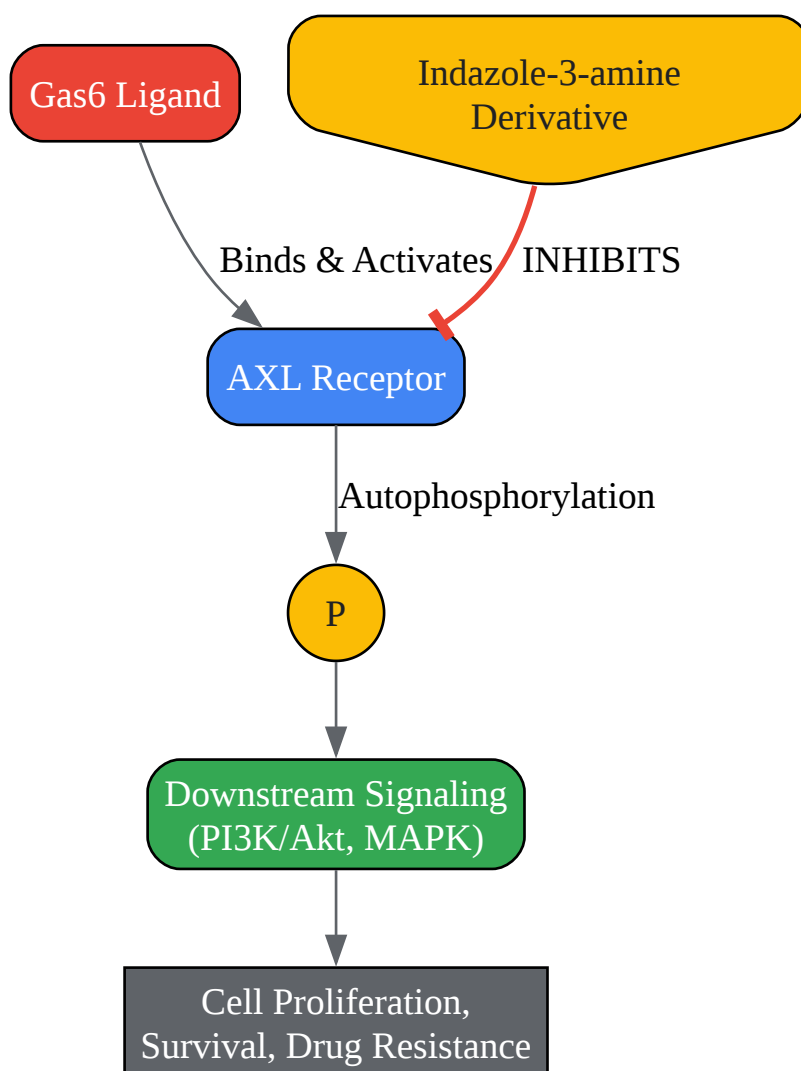 Gas6 Ligand
Indazole-3-amine
Derivative
Binds & Activates
INHIBITS
AXL Receptor
Autophosphorylation
P
Downstream Signaling
(PI3K/Akt, MAPK)
Cell Proliferation,
Survival, Drug Resistance